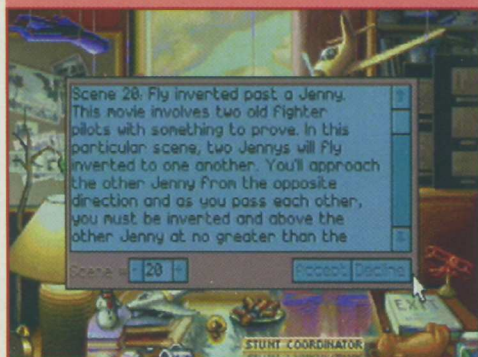 Scene 20: Fly inverted past a Jenny.
This movie involves two old fighter
pilots with something to prove. In this
particular scene, two Jennys will fly
inverted to one another. You'll approach
the other Jenny from the opposite
direction and as you pass each other,
you must be inverted and above the
other Jenny at no greater than the
Scene # - 20 + Accept Decline
EXIT
STUNT COORDINATOR